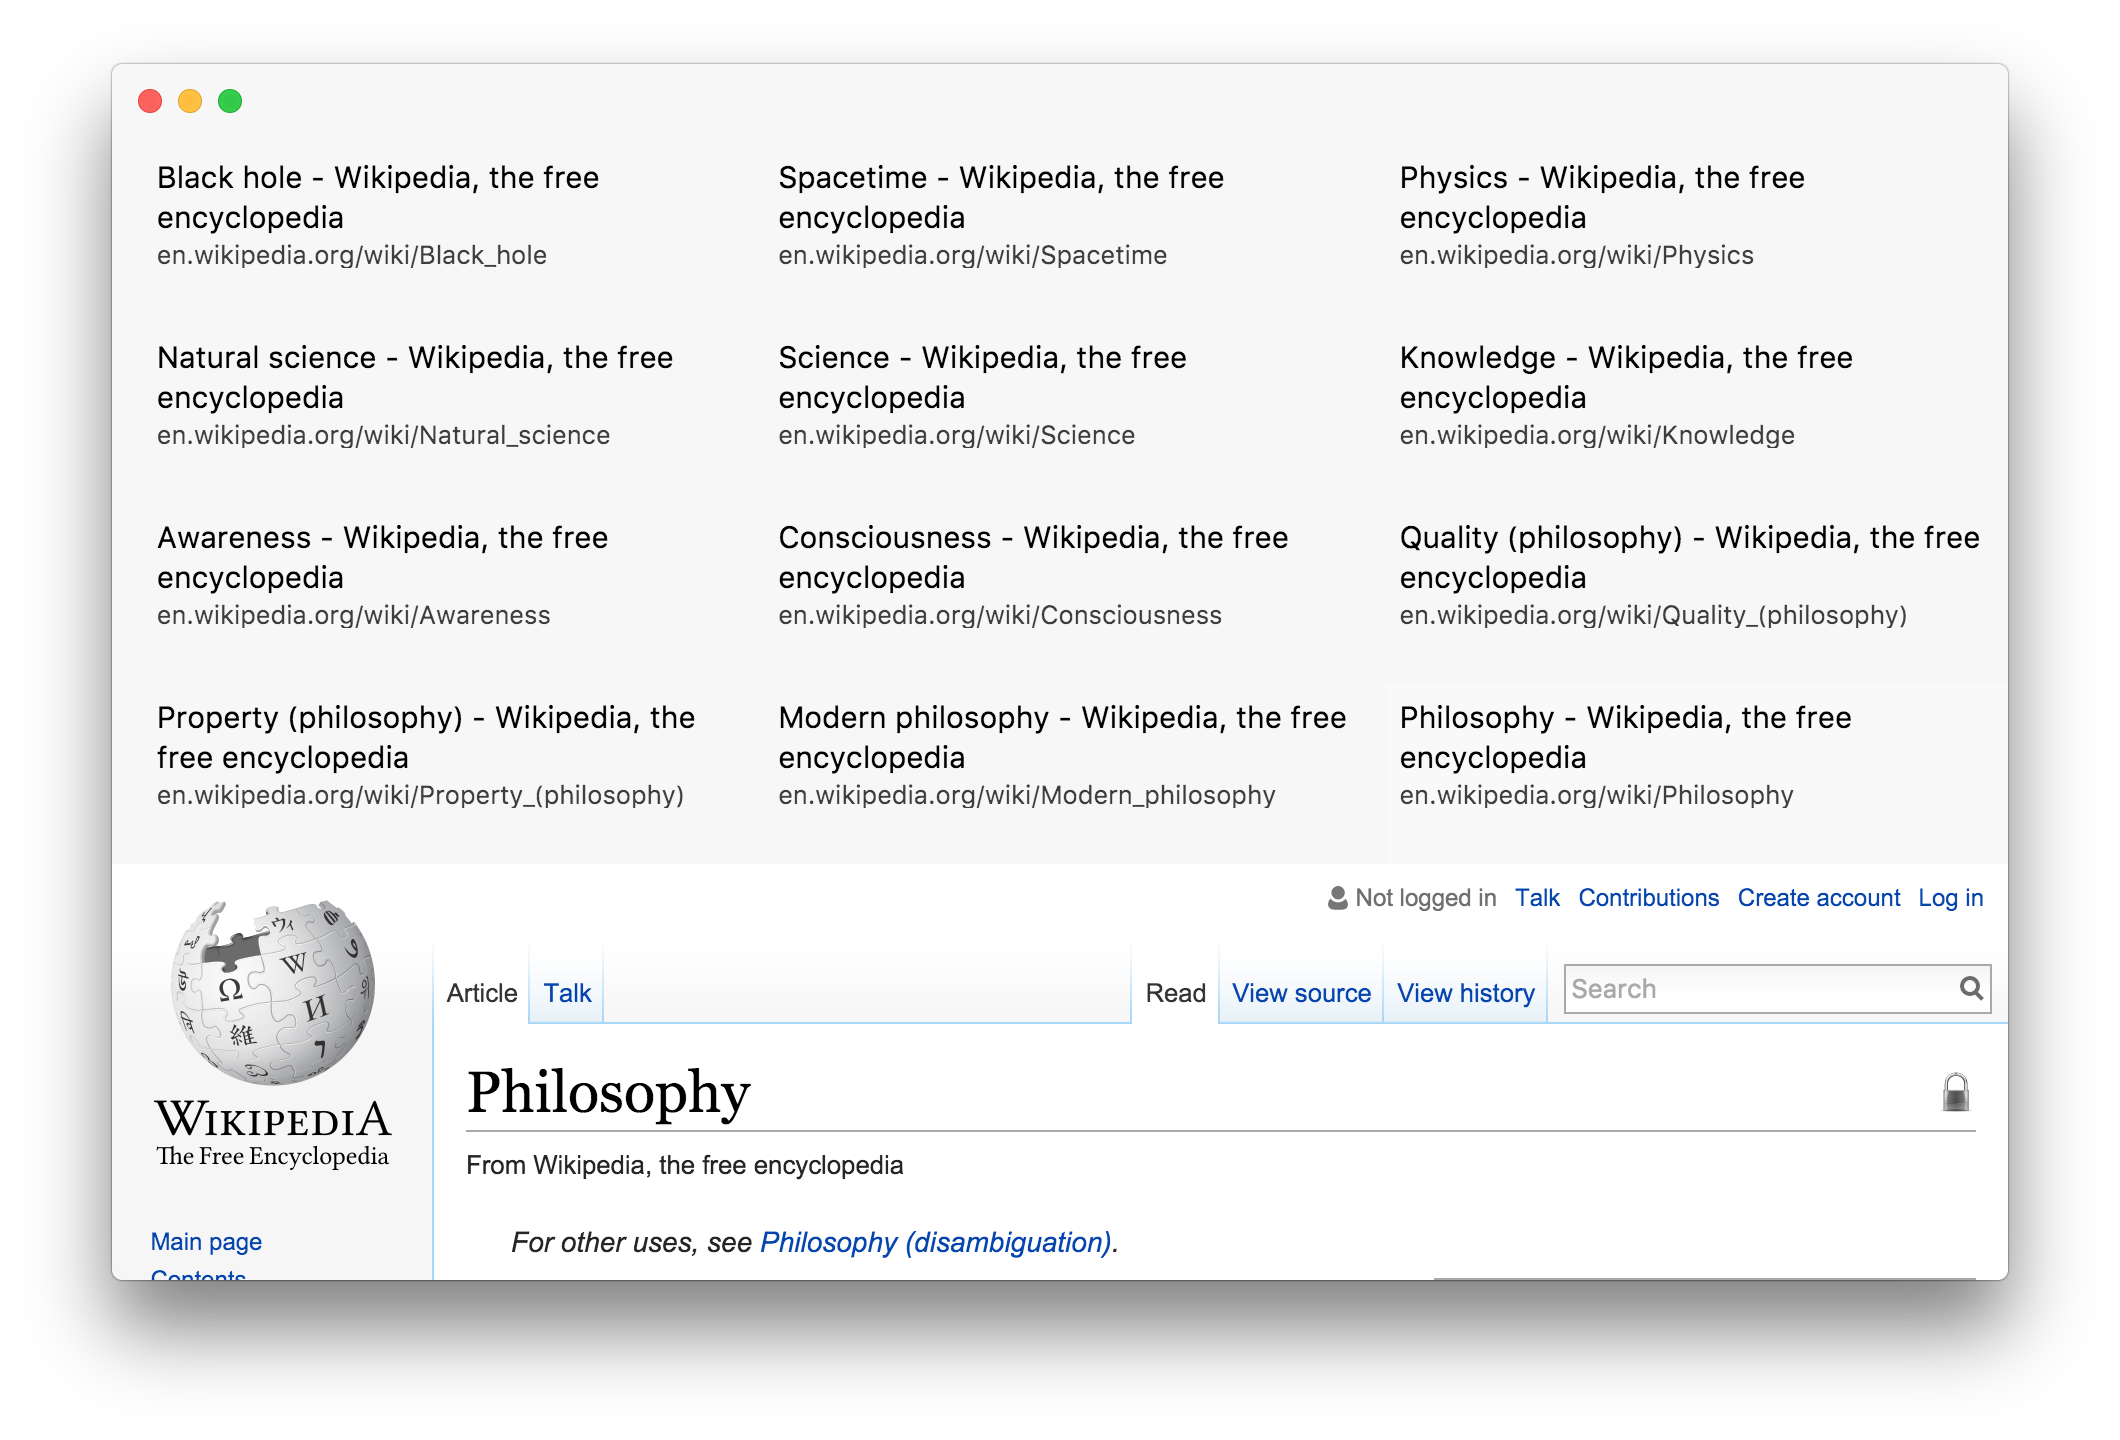 Black hole - Wikipedia, the free
encyclopedia
en.wikipedia.org/wiki/Black_hole
Spacetime - Wikipedia, the free
encyclopedia
en.wikipedia.org/wiki/Spacetime
Physics - Wikipedia, the free
encyclopedia
en.wikipedia.org/wiki/Physics
Natural science - Wikipedia, the free
encyclopedia
en.wikipedia.org/wiki/Natural_science
Science - Wikipedia, the free
encyclopedia
en.wikipedia.org/wiki/Science
Knowledge - Wikipedia, the free
encyclopedia
en.wikipedia.org/wiki/Knowledge
Awareness - Wikipedia, the free
encyclopedia
en.wikipedia.org/wiki/Awareness
Consciousness - Wikipedia, the free
encyclopedia
en.wikipedia.org/wiki/Consciousness
Quality (philosophy) - Wikipedia, the free
encyclopedia
en.wikipedia.org/wiki/Quality_(philosophy)
Property (philosophy) - Wikipedia, the
free encyclopedia
en.wikipedia.org/wiki/Property_(philosophy)
Modern philosophy - Wikipedia, the free
encyclopedia
en.wikipedia.org/wiki/Modern_philosophy
Philosophy - Wikipedia, the free
encyclopedia
en.wikipedia.org/wiki/Philosophy
Not logged in Talk Contributions Create account Log in
Article Talk Read View source View history Search
Ω W И 維 ウィ
WIKIPEDIA
The Free Encyclopedia
Philosophy
From Wikipedia, the free encyclopedia
For other uses, see Philosophy (disambiguation).
Main page
Contents